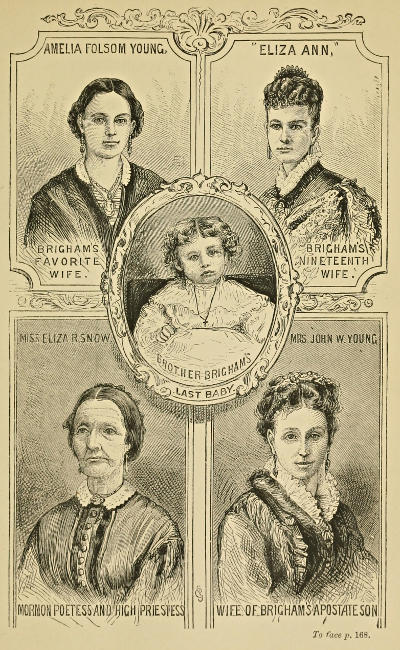 AMELIA FOLSOM YOUNG,
BRIGHAM'S
FAVORITE
WIFE.
"ELIZA ANN,"
BRIGHAM'S
NINETEENTH
WIFE.
BROTHER BRIGHAM'S
LAST BABY.
MISS ELIZA R. SNOW,
MORMON POETESS AND HIGH PRIESTESS
MRS. JOHN W. YOUNG
WIFE OF BRIGHAM'S APOSTATE SON
To face p. 168.